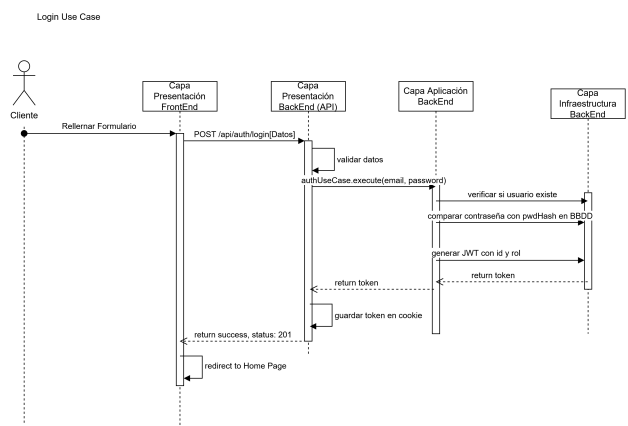 Login Use Case
Capa
Presentación
FrontEnd
Capa
Presentación
BackEnd (API)
Capa Aplicación
BackEnd
Capa
Infraestructura
BackEnd
Cliente
Rellernar Formulario
POST /api/auth/login[Datos]
validar datos
authUseCase.execute(email, password)
verificar si usuario existe
comparar contraseña con pwdHash en BBDD
generar JWT con id y rol
return token
return token
guardar token en cookie
return success, status: 201
redirect to Home Page